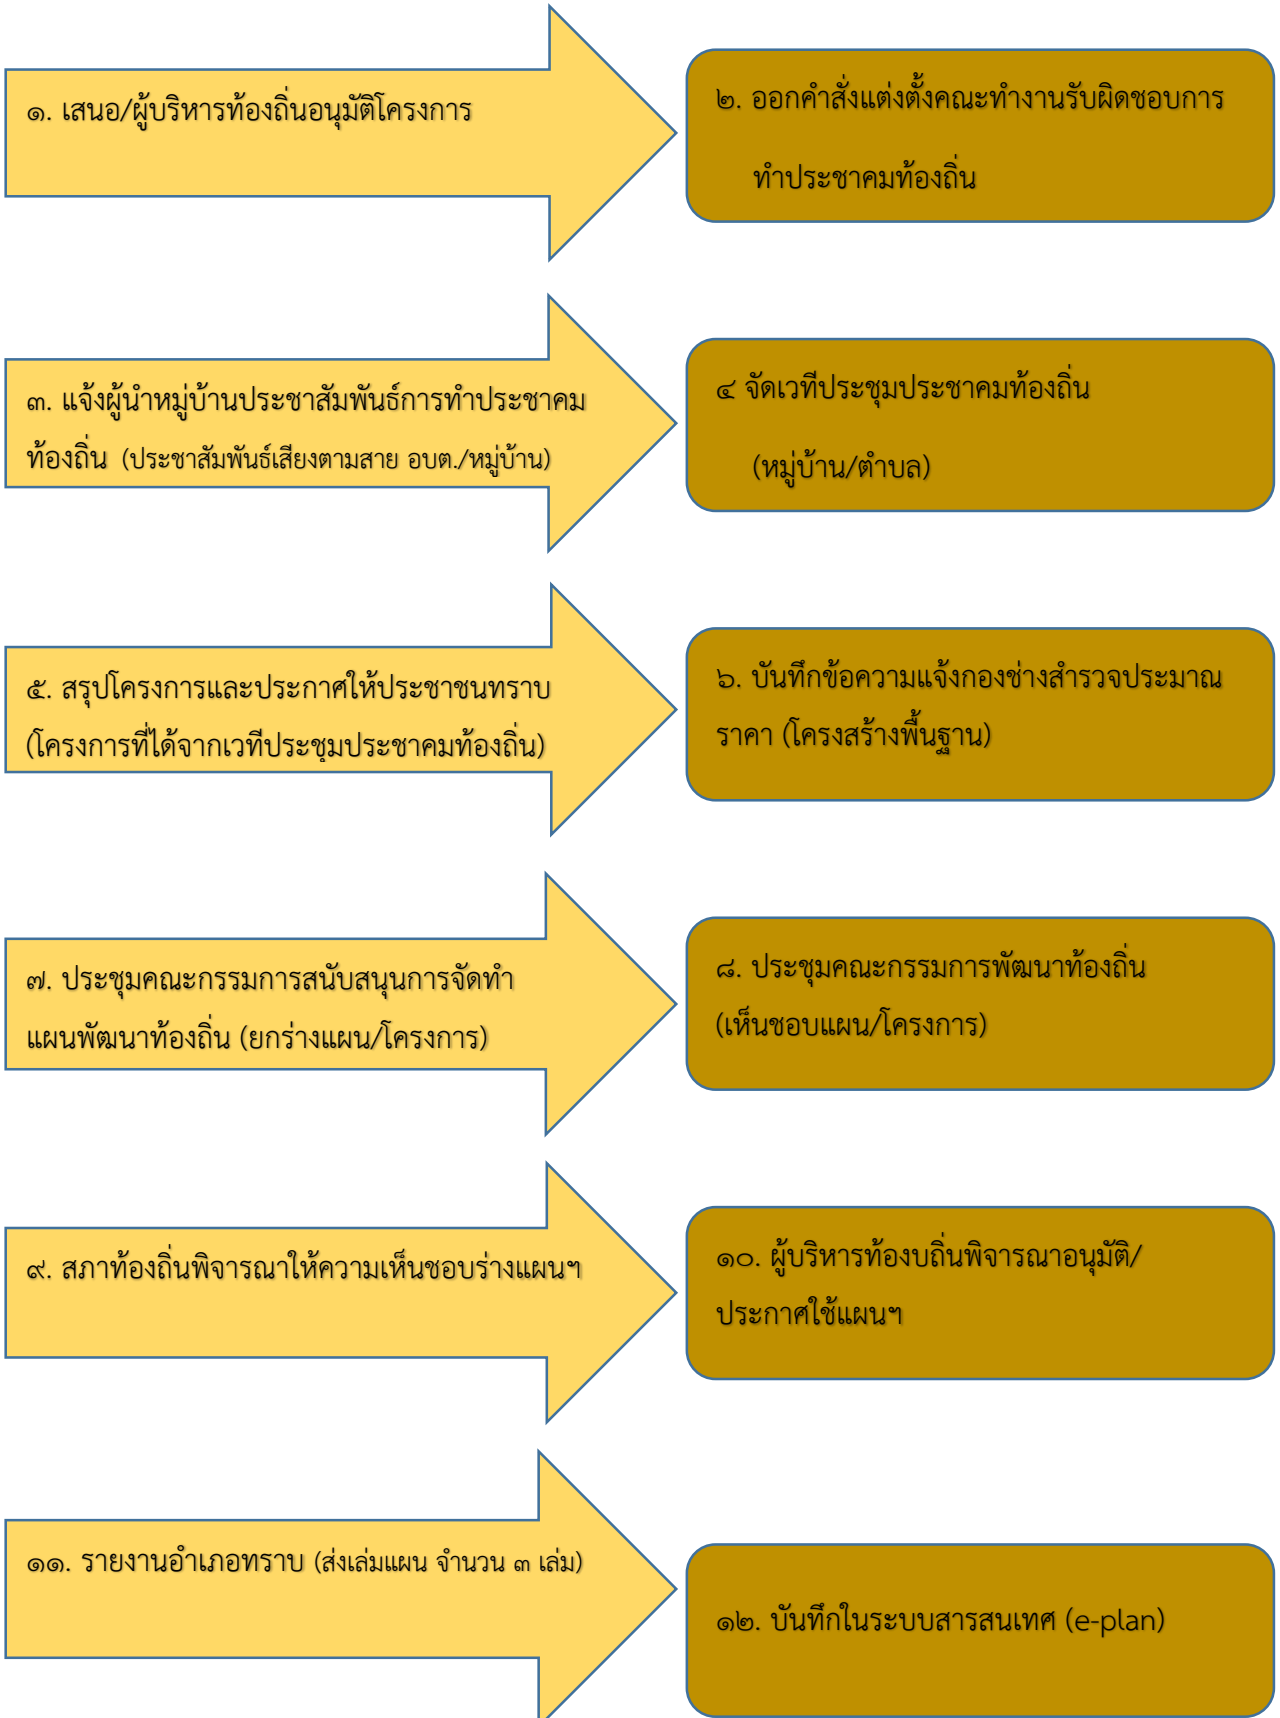 ๑. เสนอ/ผู้บริหารท้องถิ่นอนุมัติโครงการ
๒. ออกคำสั่งแต่งตั้งคณะทำงานรับผิดชอบการ
ทำประชาคมท้องถิ่น
๓. แจ้งผู้นำหมู่บ้านประชาสัมพันธ์การทำประชาคม
ท้องถิ่น (ประชาสัมพันธ์เสียงตามสาย อบต./หมู่บ้าน)
๔ จัดเวทีประชุมประชาคมท้องถิ่น
(หมู่บ้าน/ตำบล)
๕. สรุปโครงการและประกาศให้ประชาชนทราบ
(โครงการที่ได้จากเวทีประชุมประชาคมท้องถิ่น)
๖. บันทึกข้อความแจ้งกองช่างสำรวจประมาณ
ราคา (โครงสร้างพื้นฐาน)
๗. ประชุมคณะกรรมการสนับสนุนการจัดทำ
แผนพัฒนาท้องถิ่น (ยกร่างแผน/โครงการ)
๘. ประชุมคณะกรรมการพัฒนาท้องถิ่น
(เห็นชอบแผน/โครงการ)
๙. สภาท้องถิ่นพิจารณาให้ความเห็นชอบร่างแผนฯ
๑๐. ผู้บริหารท้องบถิ่นพิจารณาอนุมัติ/
ประกาศใช้แผนฯ
๑๑. รายงานอำเภอทราบ (ส่งเล่มแผน จำนวน ๓ เล่ม)
๑๒. บันทึกในระบบสารสนเทศ (e-plan)